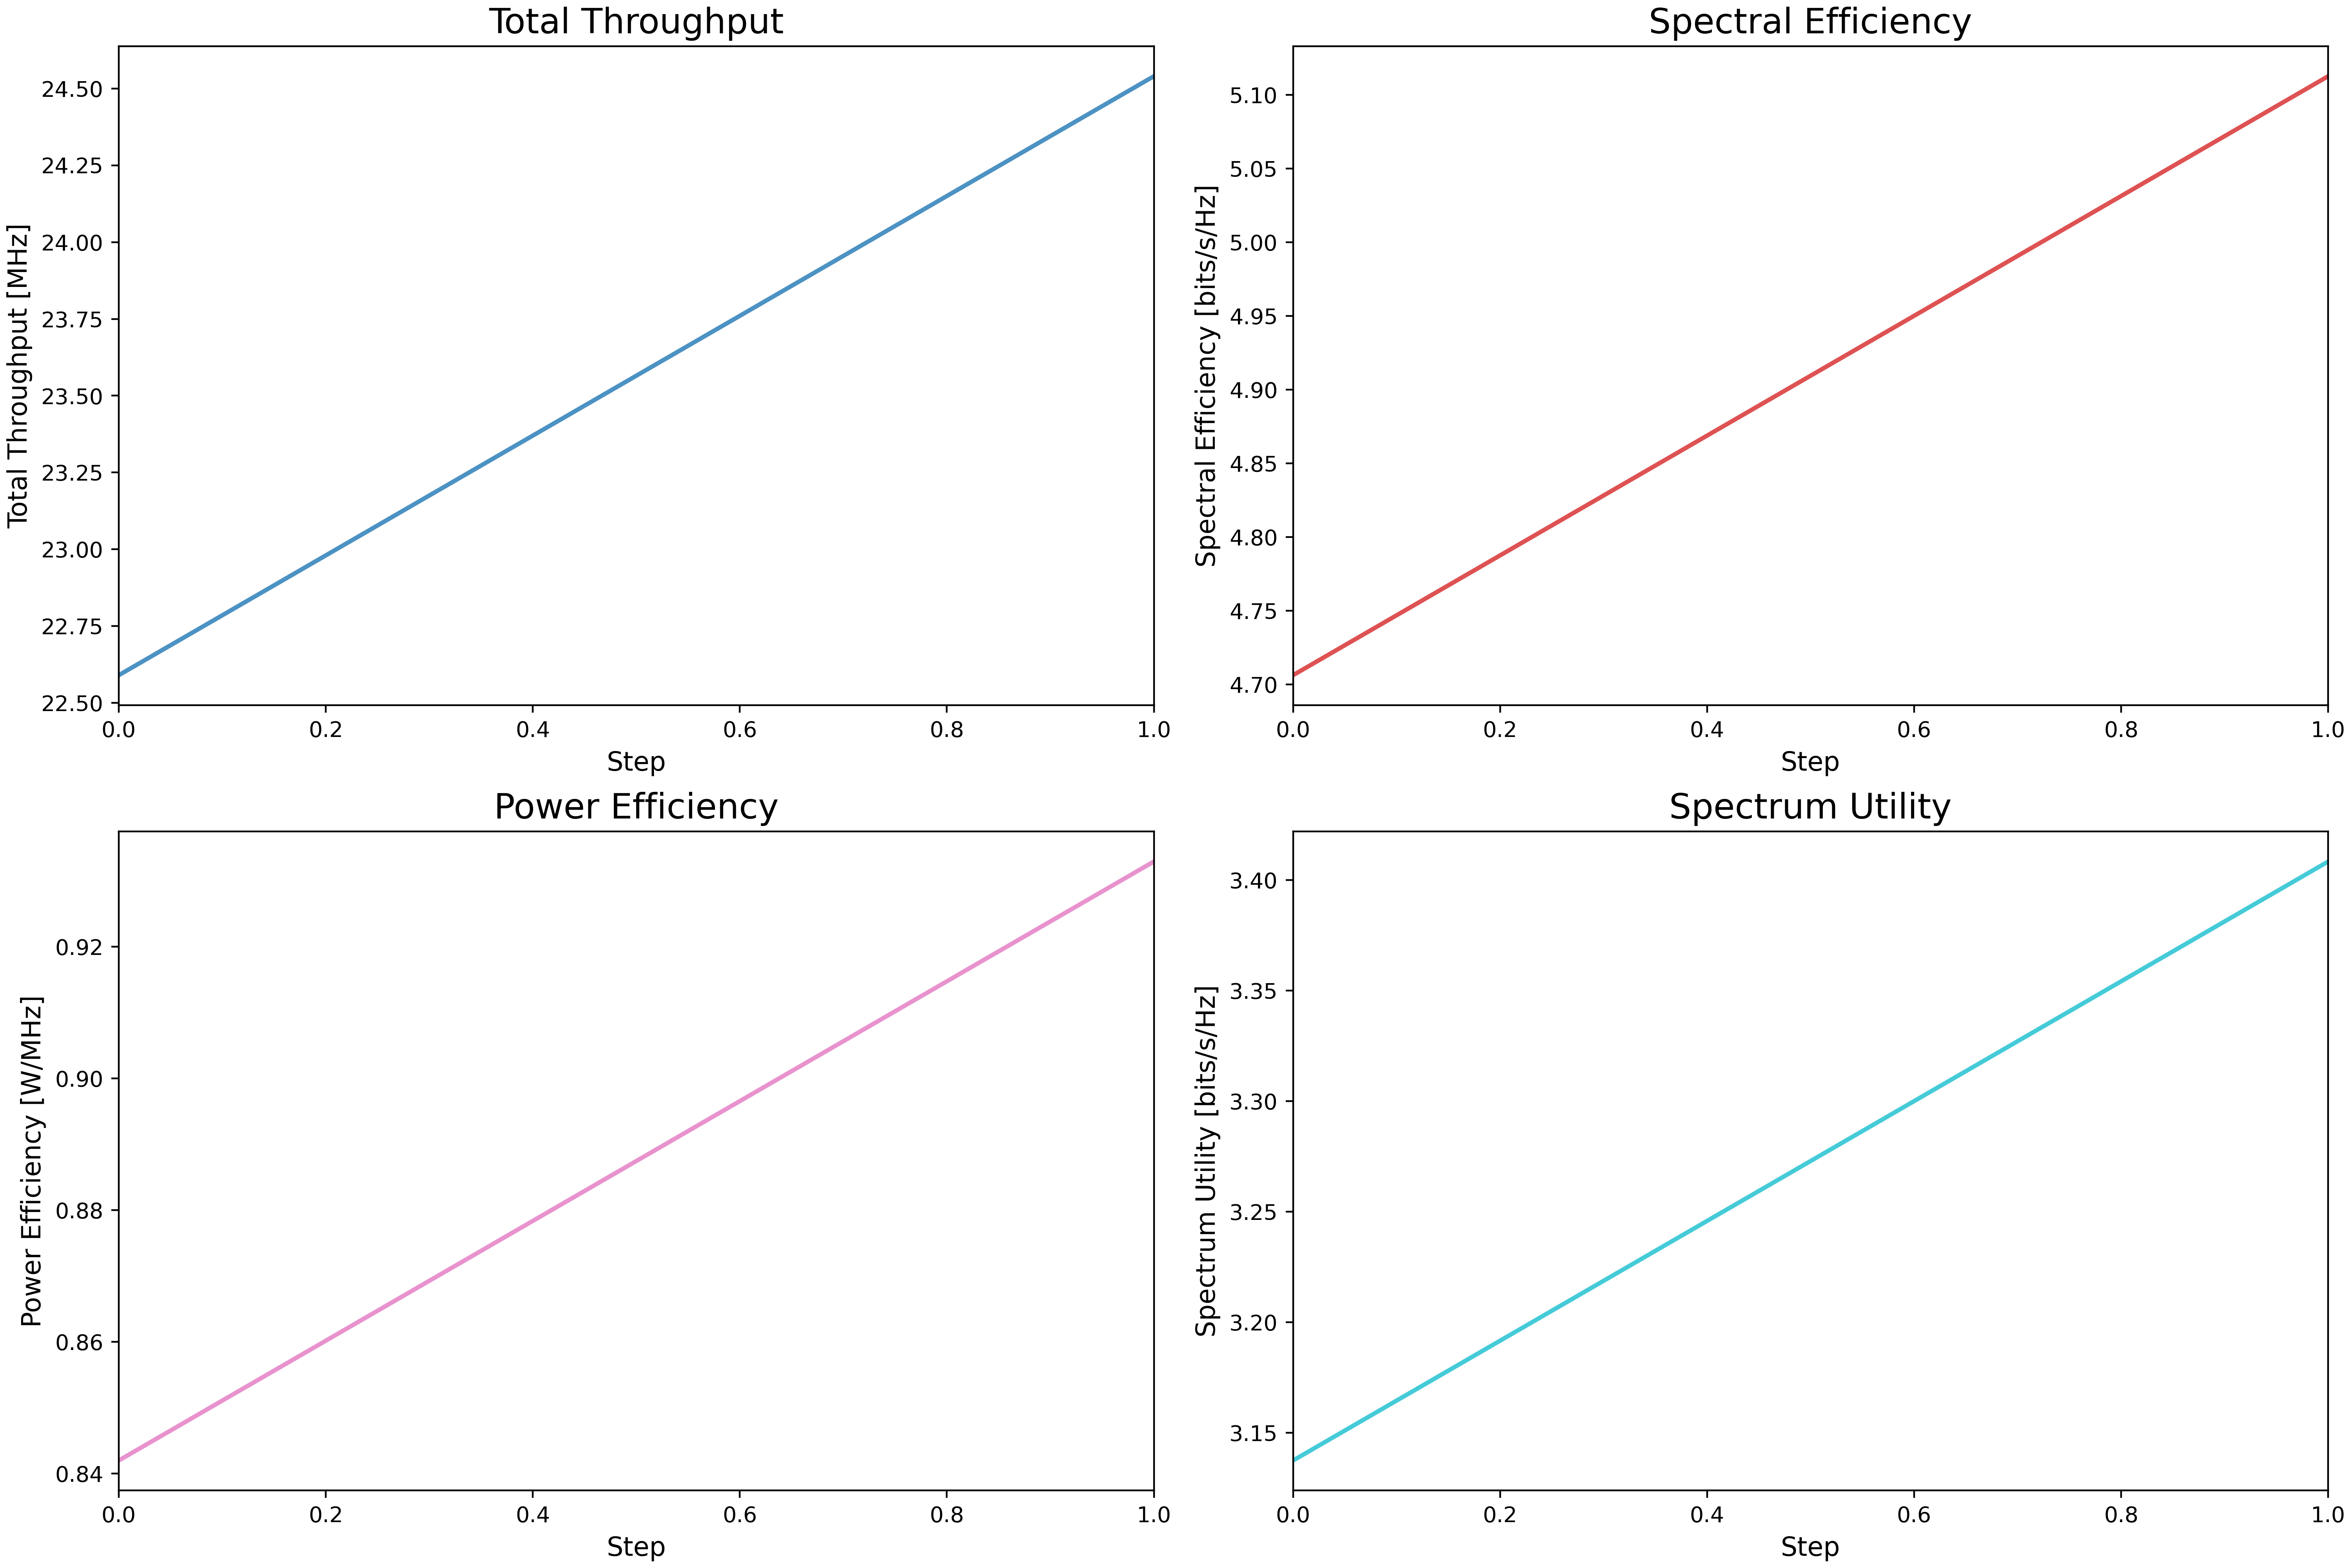 Total Throughput
Total Throughput [MHz]
24.50
24.25
24.00
23.75
23.50
23.25
23.00
22.75
22.50
0.0 0.2 0.4 0.6 0.8 1.0
Step
Spectral Efficiency
Spectral Efficiency [bits/s/Hz]
5.10
5.05
5.00
4.95
4.90
4.85
4.80
4.75
4.70
0.0 0.2 0.4 0.6 0.8 1.0
Step
Power Efficiency
Power Efficiency [W/MHz]
0.92
0.90
0.88
0.86
0.84
0.0 0.2 0.4 0.6 0.8 1.0
Step
Spectrum Utility
Spectrum Utility [bits/s/Hz]
3.40
3.35
3.30
3.25
3.20
3.15
0.0 0.2 0.4 0.6 0.8 1.0
Step